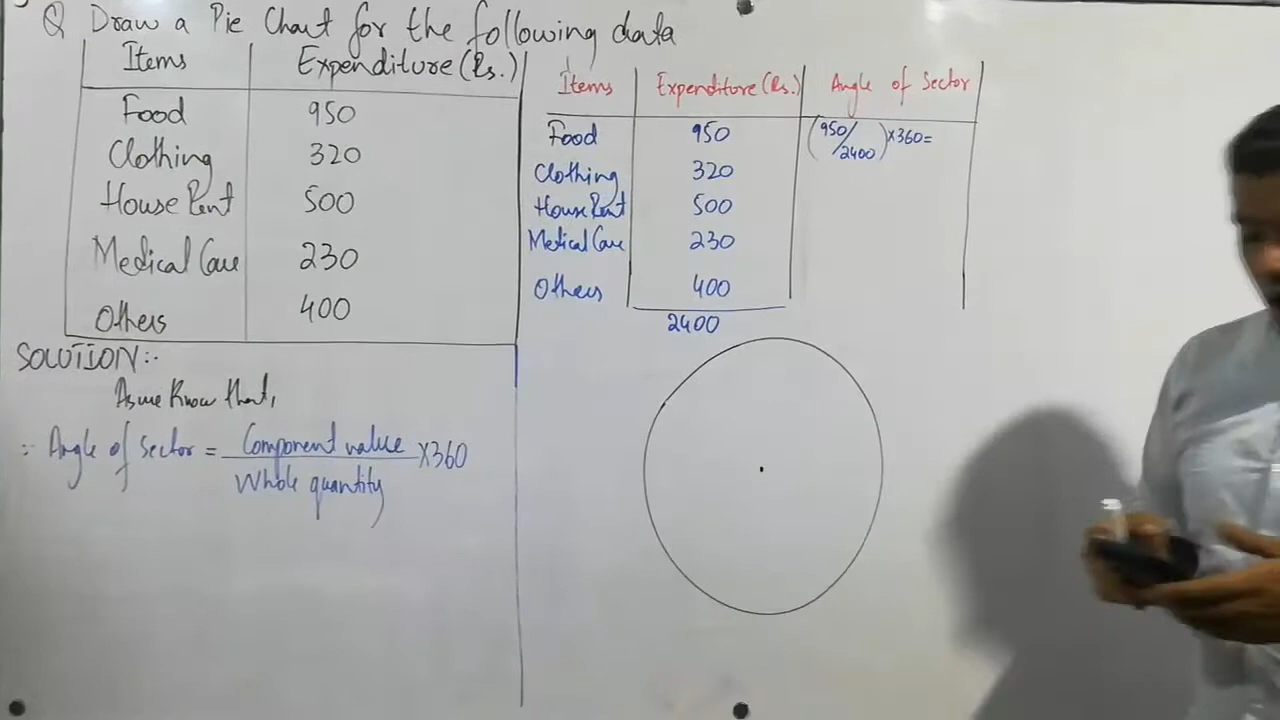 Q Draw a Pie Chart for the following data
Items Expenditure (Rs.)
Food 950
Clothing 320
House Rent 500
Medical Care 230
Others 400
SOLUTION:-
As we know that,
∵ Angle of Sector = Component value / Whole quantity X360
Items Expenditure (Rs.) Angle of Sector
Food 950 (950/2400)×360=
Clothing 320
House Rent 500
Medical Care 230
Others 400
2400